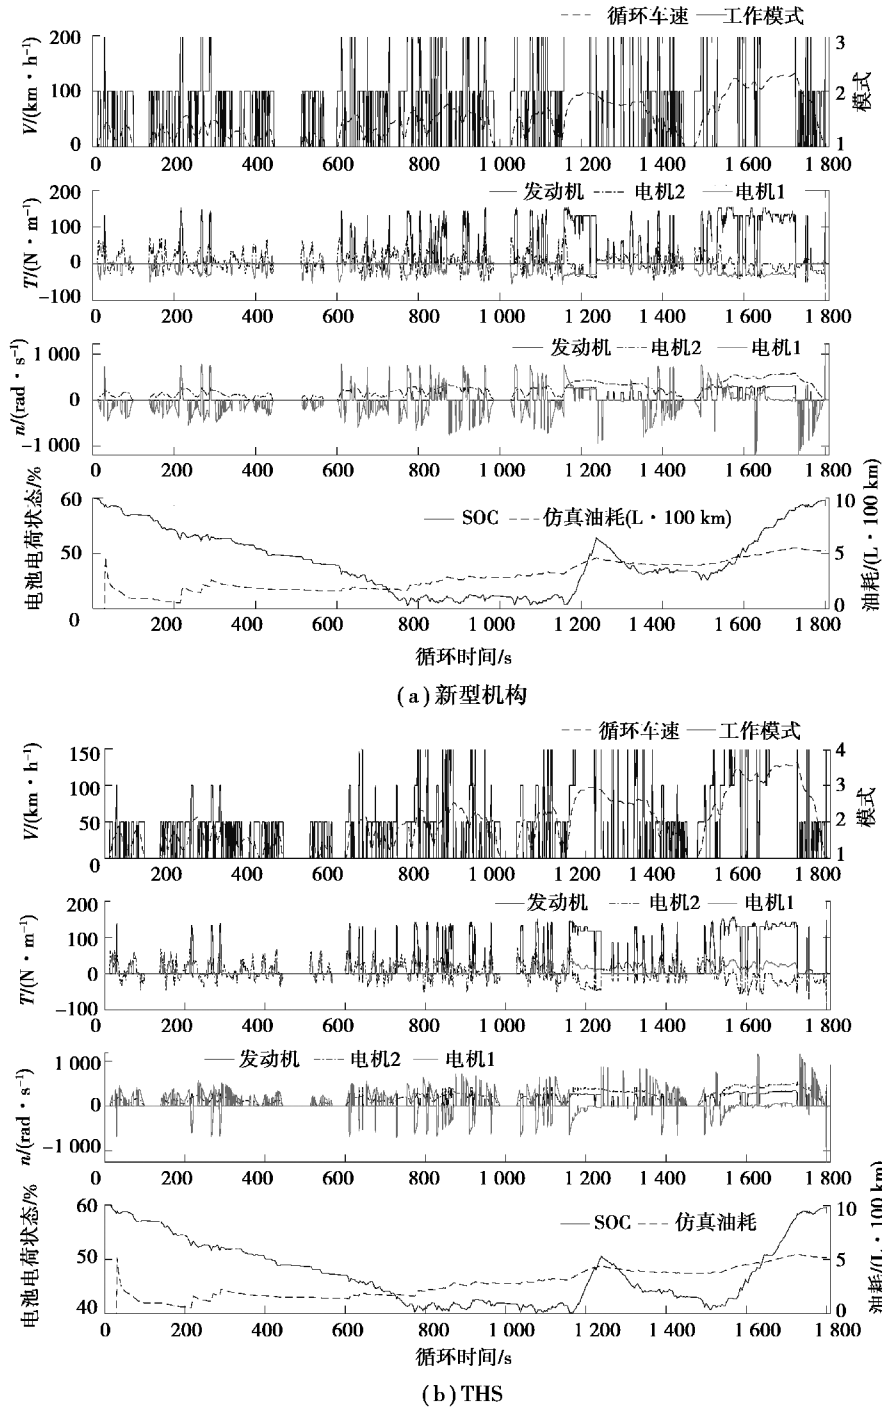 循环车速 工作模式
200 100 0
V/(km·h⁻¹)
3 2 1
模式
0 200 400 600 800 1 000 1 200 1 400 1 600 1 800
发动机 电机2 电机1
200 100 0 −100
T/(N·m⁻¹)
0 200 400 600 800 1 000 1 200 1 400 1 600 1 800
发动机 电机2 电机1
1 000 0 −1 000
n/(rad·s⁻¹)
0 200 400 600 800 1 000 1 200 1 400 1 600 1 800
SOC 仿真油耗(L·100 km)
60 50 0
电池电荷状态/%
10 5 0
油耗/(L·100 km)
200 400 600 800 1 000 1 200 1 400 1 600 1 800
循环时间/s
(a)新型机构
循环车速 工作模式
150 100 50 0
V/(km·h⁻¹)
4 3 2 1
模式
0 200 400 600 800 1 000 1 200 1 400 1 600 1 800
发动机 电机2 电机1
200 100 0 −100
T/(N·m⁻¹)
0 200 400 600 800 1 000 1 200 1 400 1 600 1 800
发动机 电机2 电机1
1 000 0 −1 000
n/(rad·s⁻¹)
0 200 400 600 800 1 000 1 200 1 400 1 600 1 800
SOC 仿真油耗
60 50 40
电池电荷状态/%
10 5 0
油耗/(L·100 km)
0 200 400 600 800 1 000 1 200 1 400 1 600 1 800
循环时间/s
(b)THS